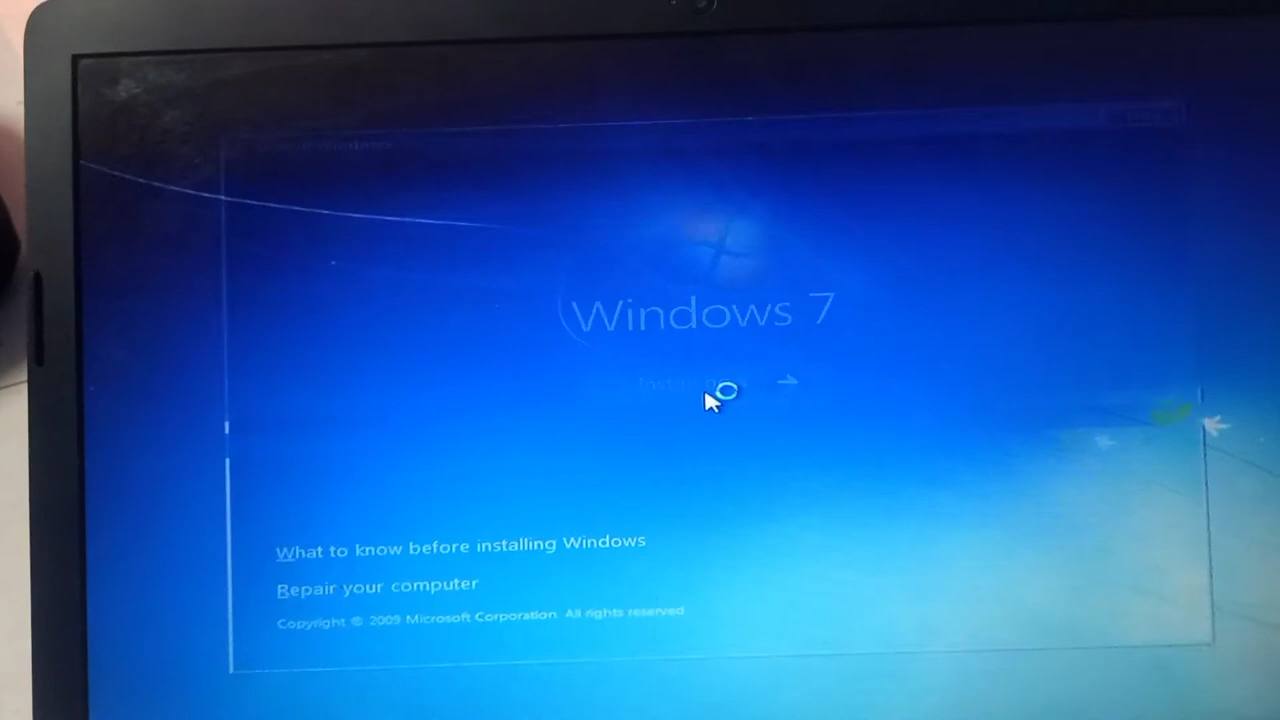 Windows 7
Install now
What to know before installing Windows
Repair your computer
Copyright © 2009 Microsoft Corporation. All rights reserved